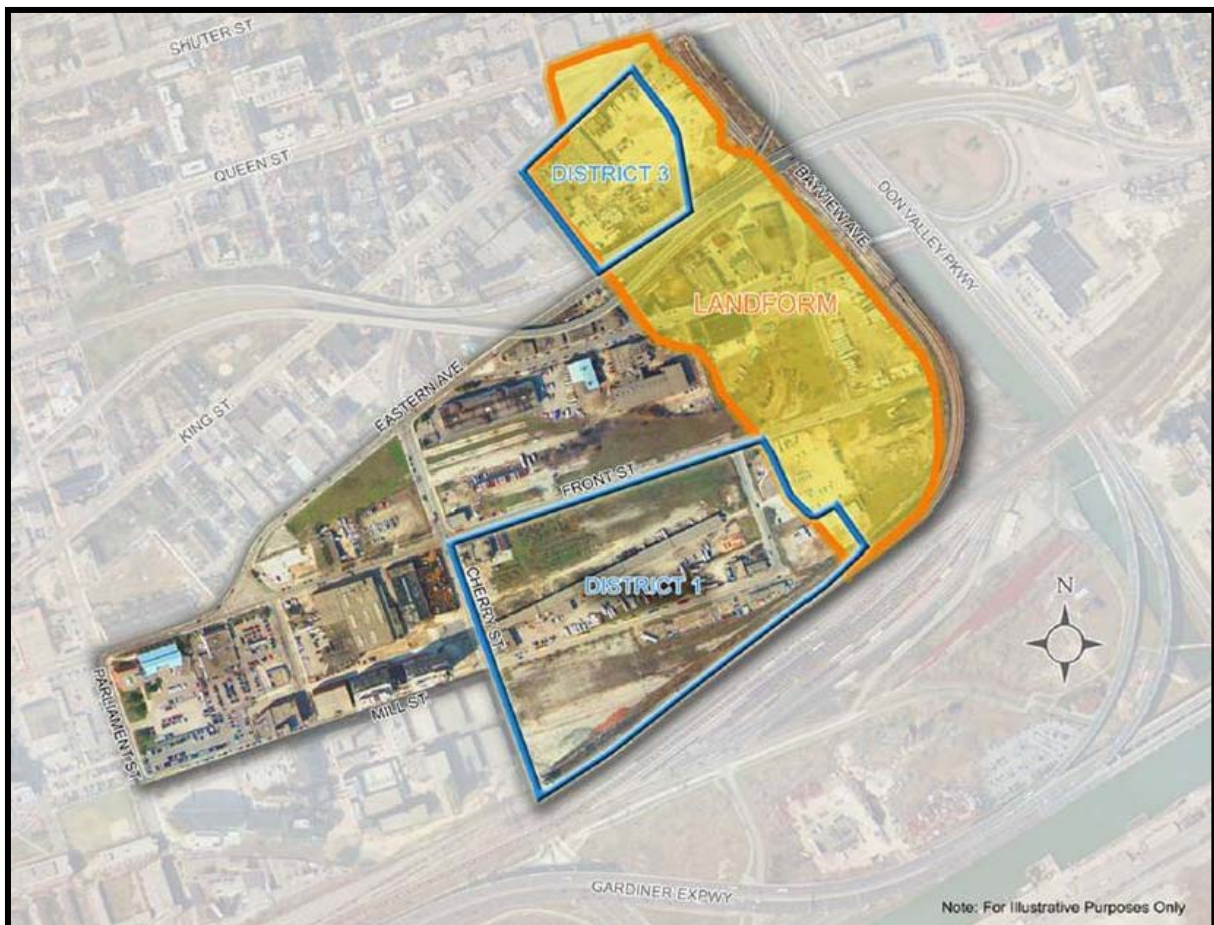 SHUTER ST
QUEEN ST
DISTRICT 3
BAYVIEW AVE
DON VALLEY PKWY
LANDFORM
EASTERN AVE
KING ST
FRONT ST
DISTRICT 1
CHERRY ST
N
PARLIAMENT ST
MILL ST
GARDINER EXPWY
Note: For Illustrative Purposes Only